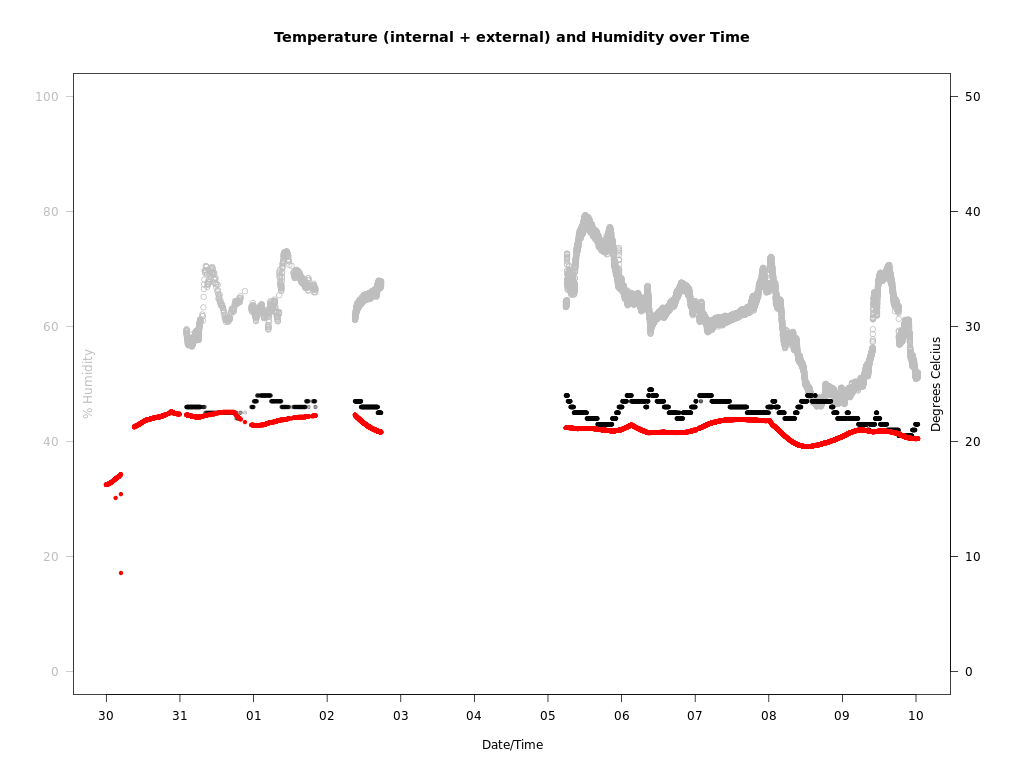 Temperature (internal + external) and Humidity over Time
100
80
60
40
20
0
% Humidity
50
40
30
20
10
0
Degrees Celcius
30 31 01 02 03 04 05 06 07 08 09 10
Date/Time